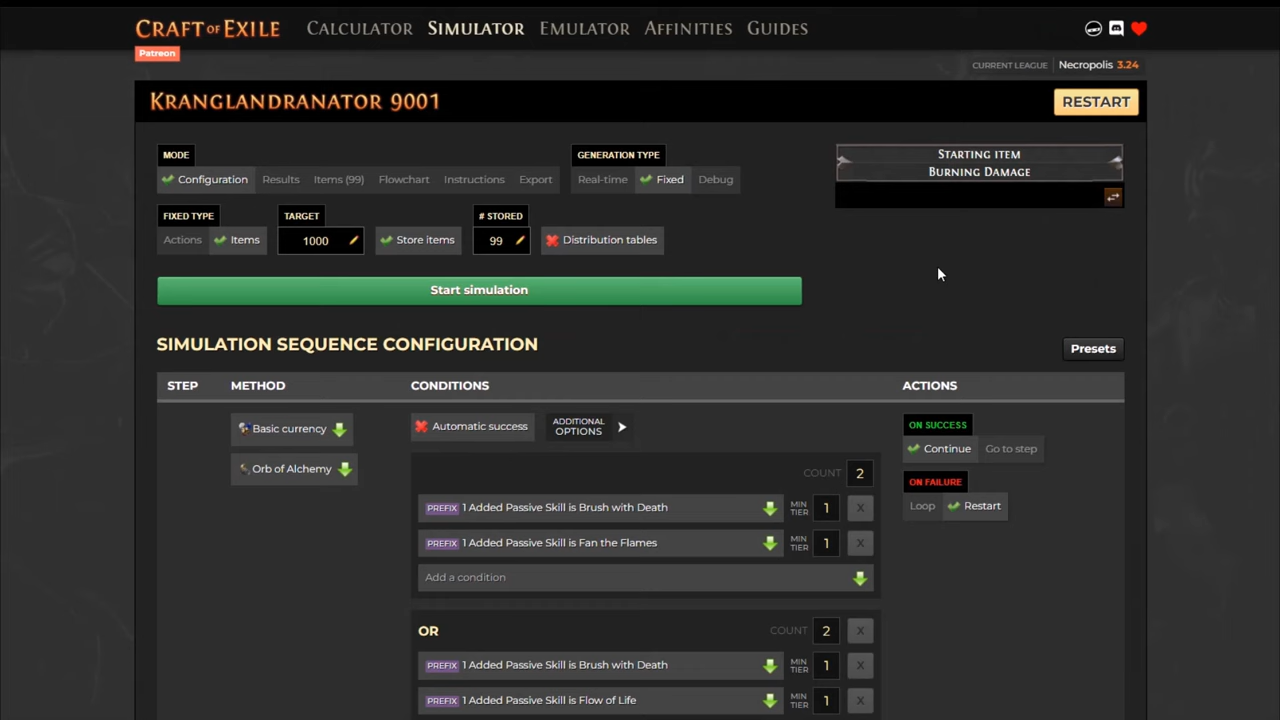 CRAFT OF EXILE
CALCULATOR SIMULATOR EMULATOR AFFINITIES GUIDES
Patreon
CURRENT LEAGUE Necropolis 3.24
KRANGLANDRANATOR 9001
RESTART
MODE
GENERATION TYPE
Configuration Results Items (99) Flowchart Instructions Export
Real-time Fixed Debug
STARTING ITEM
BURNING DAMAGE
FIXED TYPE
TARGET
# STORED
Actions Items
1000
Store items
99
Distribution tables
Start simulation
SIMULATION SEQUENCE CONFIGURATION
Presets
STEP METHOD CONDITIONS ACTIONS
Basic currency
Orb of Alchemy
Automatic success
ADDITIONAL
OPTIONS
COUNT 2
PREFIX 1 Added Passive Skill is Brush with Death MIN TIER 1 X
PREFIX 1 Added Passive Skill is Fan the Flames MIN TIER 1 X
Add a condition
OR COUNT 2 X
PREFIX 1 Added Passive Skill is Brush with Death MIN TIER 1 X
PREFIX 1 Added Passive Skill is Flow of Life MIN TIER 1 X
ON SUCCESS
Continue Go to step
ON FAILURE
Loop Restart